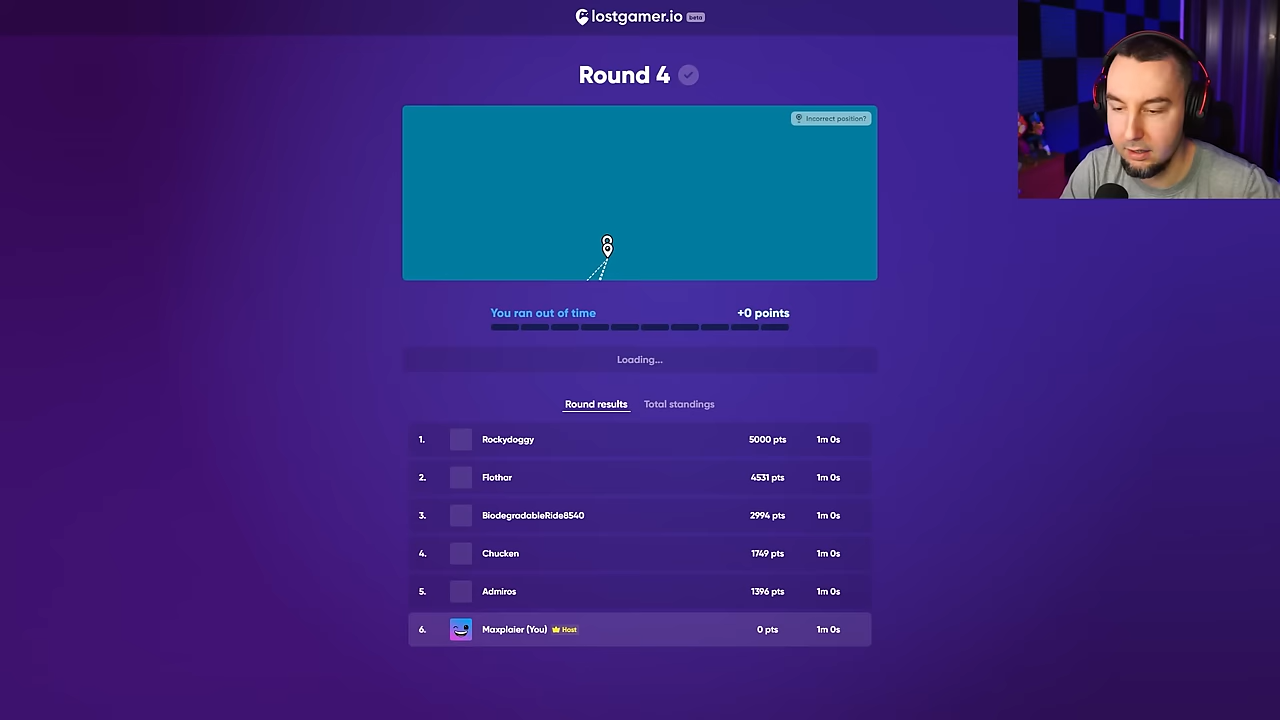 lostgamer.io beta
Round 4
Incorrect position?
You ran out of time +0 points
Loading...
Round results Total standings
1. Rockydoggy 5000 pts 1m 0s
2. Flothar 4531 pts 1m 0s
3. BiodegradableRide8540 2994 pts 1m 0s
4. Chucken 1749 pts 1m 0s
5. Admiros 1396 pts 1m 0s
6. Maxplaier (You) Host 0 pts 1m 0s